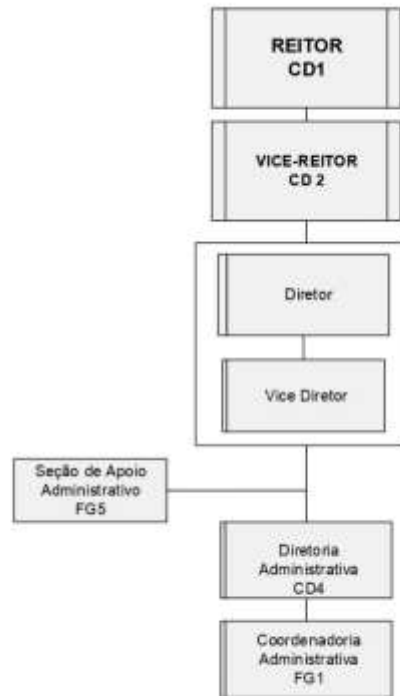 REITOR
CD1
VICE-REITOR
CD 2
Diretor
Vice Diretor
Seção de Apoio
Administrativo
FG5
Diretoria
Administrativa
CD4
Coordenadoria
Administrativa
FG1